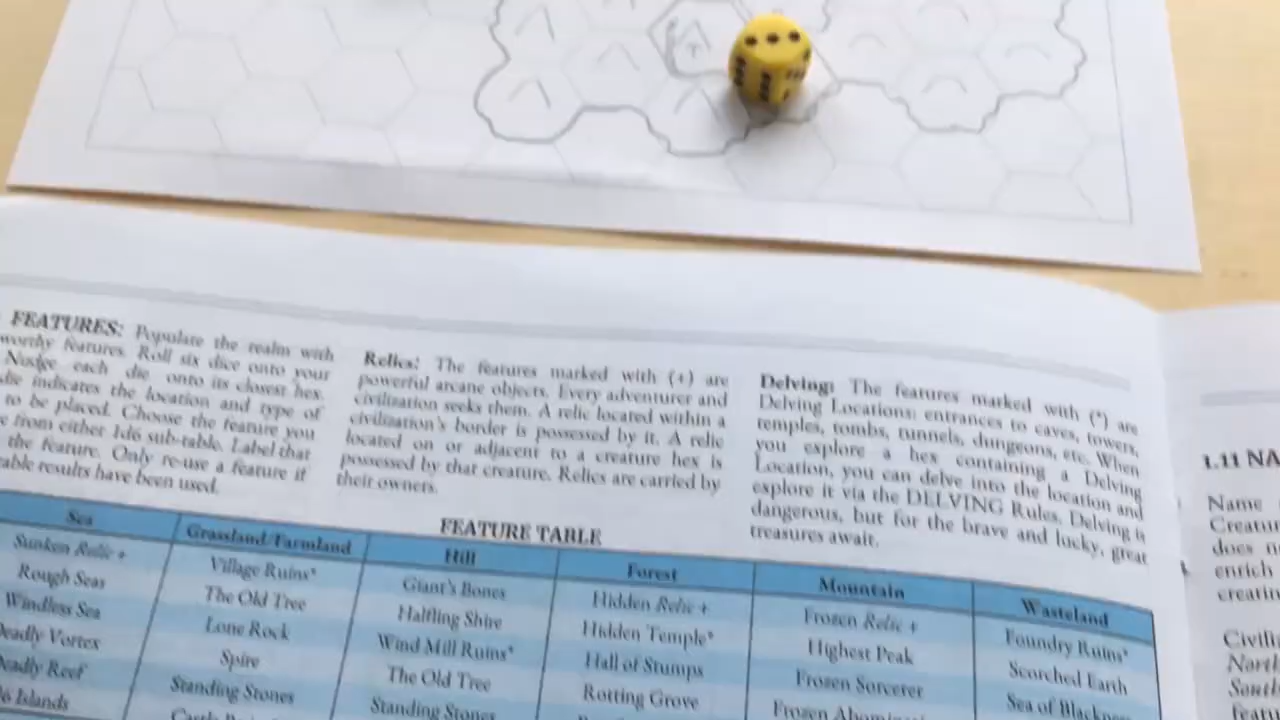 FEATURES: Populate the realm with
worthy features. Roll six dice onto your
Nudge each die onto its closest hex.
die indicates the location and type of
to be placed. Choose the feature you
from either 1d6 sub-table. Label that
the feature. Only re-use a feature if
table results have been used.
Relics: The features marked with (+) are
powerful arcane objects. Every adventurer and
civilization seeks them. A relic located within a
civilization's border is possessed by it. A relic
located on or adjacent to a creature hex is
possessed by that creature. Relics are carried by
their owners.
Delving: The features marked with (*) are
Delving Locations: entrances to caves, towers,
temples, tombs, tunnels, dungeons, etc. When
you explore a hex containing a Delving
Location, you can delve into the location and
explore it via the DELVING Rules. Delving is
dangerous, but for the brave and lucky, great
treasures await.
FEATURE TABLE
Sea
Sunken Relic +
Rough Seas
Windless Sea
Deadly Vortex
Deadly Reef
Islands
Grassland/Farmland
Village Ruins*
The Old Tree
Lone Rock
Spire
Standing Stones
Hill
Giant's Bones
Halfling Shire
Wind Mill Ruins*
The Old Tree
Standing Stones
Forest
Hidden Relic +
Hidden Temple*
Hall of Stumps
Rotting Grove
Mountain
Frozen Relic +
Highest Peak
Frozen Sorcerer
Frozen
Wasteland
Foundry Ruins*
Scorched Earth
Sea of
1.11 NA
Name
Creatu
does n
enrich
creatin
Civili
North
South
featu